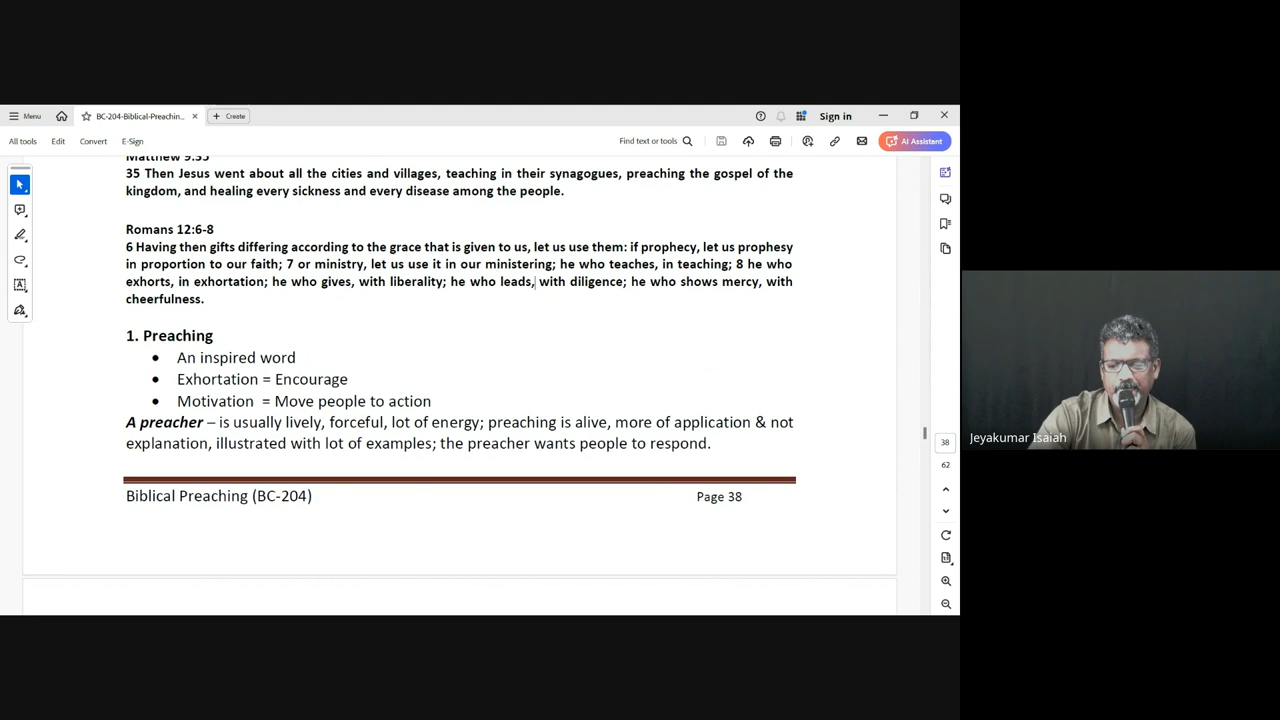 Menu
BC-204-Biblical-Preachin...
Create
Sign in
All tools
Edit
Convert
E-Sign
Find text or tools
AI Assistant
Matthew 9:35
35 Then Jesus went about all the cities and villages, teaching in their synagogues, preaching the gospel of the
kingdom, and healing every sickness and every disease among the people.
Romans 12:6-8
6 Having then gifts differing according to the grace that is given to us, let us use them: if prophecy, let us prophesy
in proportion to our faith; 7 or ministry, let us use it in our ministering; he who teaches, in teaching; 8 he who
exhorts, in exhortation; he who gives, with liberality; he who leads, with diligence; he who shows mercy, with
cheerfulness.
1. Preaching
• An inspired word
• Exhortation = Encourage
• Motivation = Move people to action
A preacher – is usually lively, forceful, lot of energy; preaching is alive, more of application & not
explanation, illustrated with lot of examples; the preacher wants people to respond.
Biblical Preaching (BC-204)
Page 38
38
62
Jeyakumar Isaiah